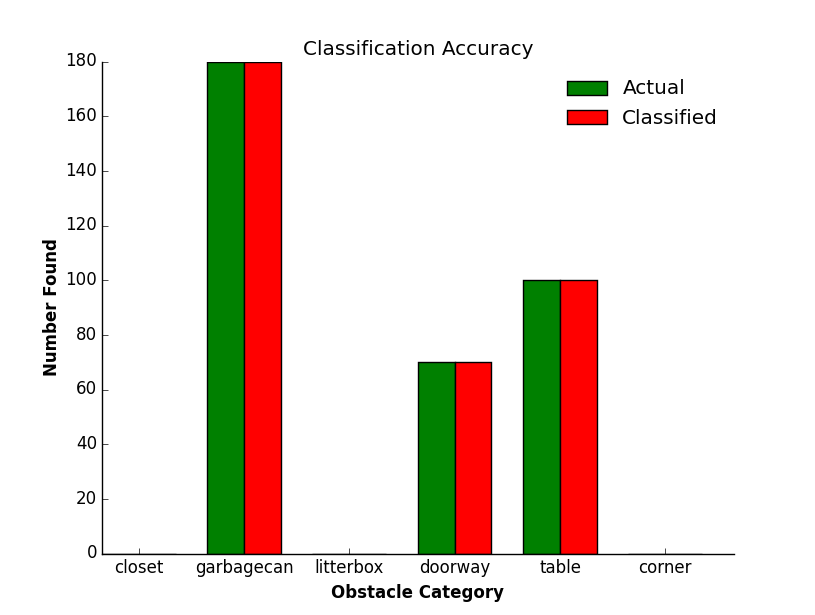 Classification Accuracy
Actual
Classified
180
160
140
120
100
80
60
40
20
0
Number Found
closet garbagecan litterbox doorway table corner
Obstacle Category